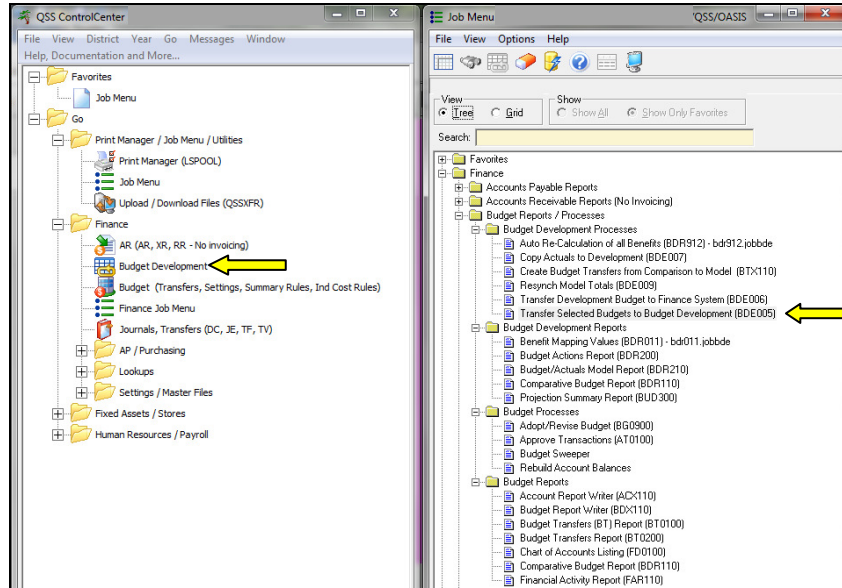 QSS ControlCenter
File View District Year Go Messages Window
Help, Documentation and More...
Favorites
Job Menu
Go
Print Manager / Job Menu / Utilities
Print Manager (LSPOOL)
Job Menu
Upload / Download Files (QSSXFR)
Finance
AR (AR, XR, RR - No invoicing)
Budget Development
Budget (Transfers, Settings, Summary Rules, Ind Cost Rules)
Finance Job Menu
Journals, Transfers (DC, JE, TF, TV)
AP / Purchasing
Lookups
Settings / Master Files
Fixed Assets / Stores
Human Resources / Payroll
Job Menu 'QSS/OASIS
File View Options Help
View Show
Tree Grid Show All Show Only Favorites
Search:
Favorites
Finance
Accounts Payable Reports
Accounts Receivable Reports (No Invoicing)
Budget Reports / Processes
Budget Development Processes
Auto Re-Calculation of all Benefits (BDR912) - bdr912.jobbde
Copy Actuals to Development (BDE007)
Create Budget Transfers from Comparison to Model (BTX110)
Resynch Model Totals (BDE009)
Transfer Development Budget to Finance System (BDE006)
Transfer Selected Budgets to Budget Development (BDE005)
Budget Development Reports
Benefit Mapping Values (BDR011) - bdr011.jobbde
Budget Actions Report (BDR200)
Budget/Actuals Model Report (BDR210)
Comparative Budget Report (BDR110)
Projection Summary Report (BUD300)
Budget Processes
Adopt/Revise Budget (BG0900)
Approve Transactions (AT0100)
Budget Sweeper
Rebuild Account Balances
Budget Reports
Account Report Writer (ACX110)
Budget Report Writer (BDX110)
Budget Transfers (BT) Report (BT0100)
Budget Transfers Report (BT0200)
Chart of Accounts Listing (FD0100)
Comparative Budget Report (BDR110)
Financial Activity Report (FAR110)